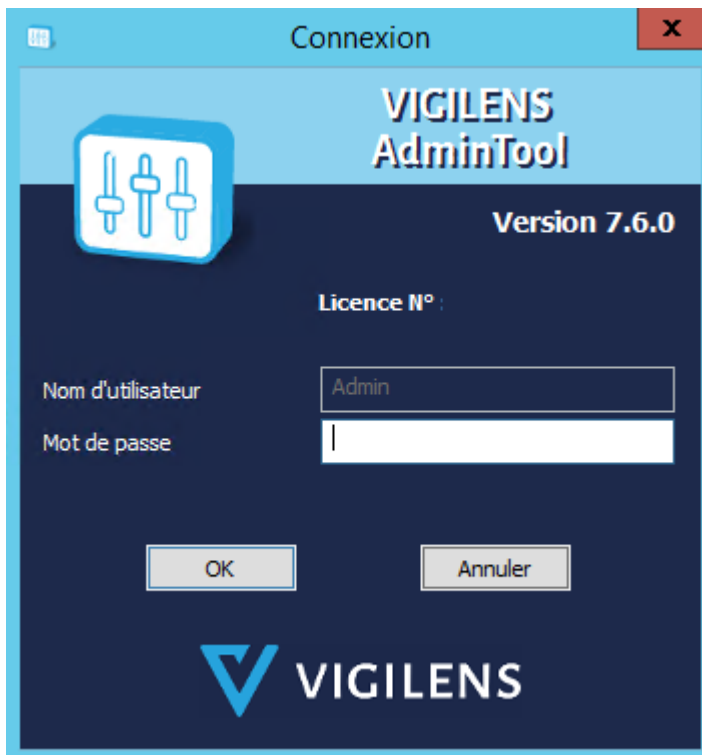 Connexion
VIGILENS
AdminTool
Version 7.6.0
Licence N° :
Nom d'utilisateur Admin
Mot de passe
OK Annuler
VIGILENS